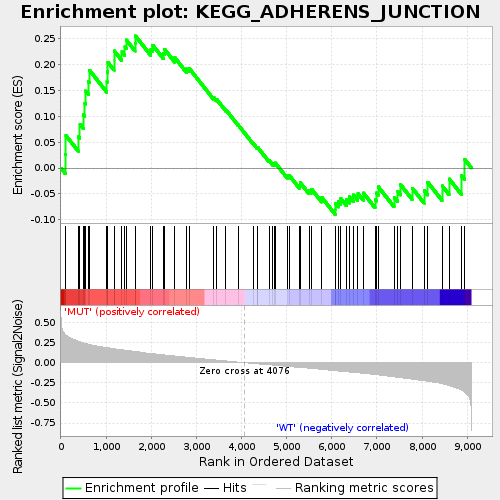 Enrichment plot: KEGG_ADHERENS_JUNCTION
Enrichment score (ES)
0.25
0.20
0.15
0.10
0.05
0.00
-0.05
-0.10
'MUT' (positively correlated)
Ranked list metric (Signal2Noise)
0.50
0.25
0.00
-0.25
-0.50
-0.75
Zero cross at 4076
'WT' (negatively correlated)
0 1,000 2,000 3,000 4,000 5,000 6,000 7,000 8,000 9,000
Rank in Ordered Dataset
Enrichment profile Hits Ranking metric scores